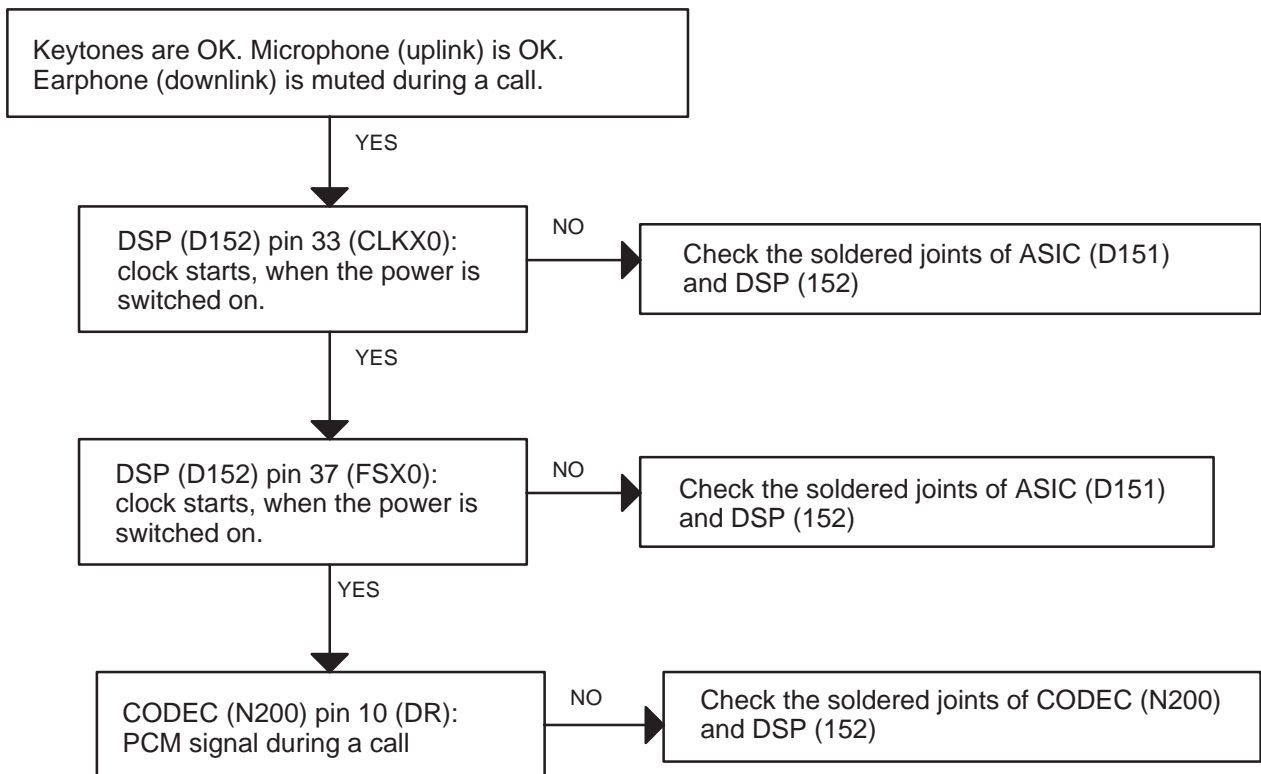 Keytones are OK. Microphone (uplink) is OK.
Earphone (downlink) is muted during a call.
YES
DSP (D152) pin 33 (CLKX0):
clock starts, when the power is
switched on.
NO
Check the soldered joints of ASIC (D151)
and DSP (152)
YES
DSP (D152) pin 37 (FSX0):
clock starts, when the power is
switched on.
NO
Check the soldered joints of ASIC (D151)
and DSP (152)
YES
CODEC (N200) pin 10 (DR):
PCM signal during a call
NO
Check the soldered joints of CODEC (N200)
and DSP (152)